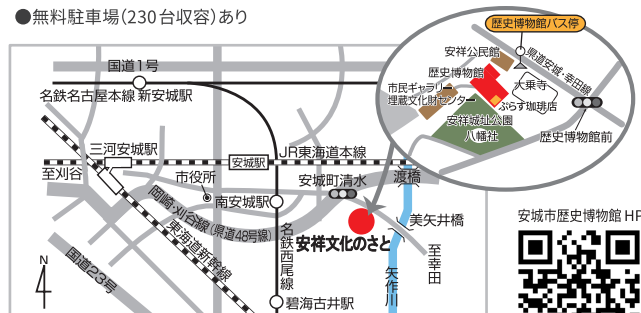 ●無料駐車場(230台収容)あり
歴史博物館バス停
安祥公民館
県道安城・幸田線
歴史博物館
大乗寺
市民ギャラリー
埋蔵文化財センター
ぷらす珈琲店
安祥城址公園
八幡社
歴史博物館前
国道1号
名鉄名古屋本線 新安城駅
三河安城駅
安城駅
JR東海道本線
至刈谷
市役所
安城町清水
渡橋
岡崎・刈谷線(県道48号線)
南安城駅
美矢井橋
安祥文化のさと
東海道新幹線
名鉄西尾線
至幸田
国道23号
矢作川
碧海古井駅
N
4
安城市歴史博物館HP